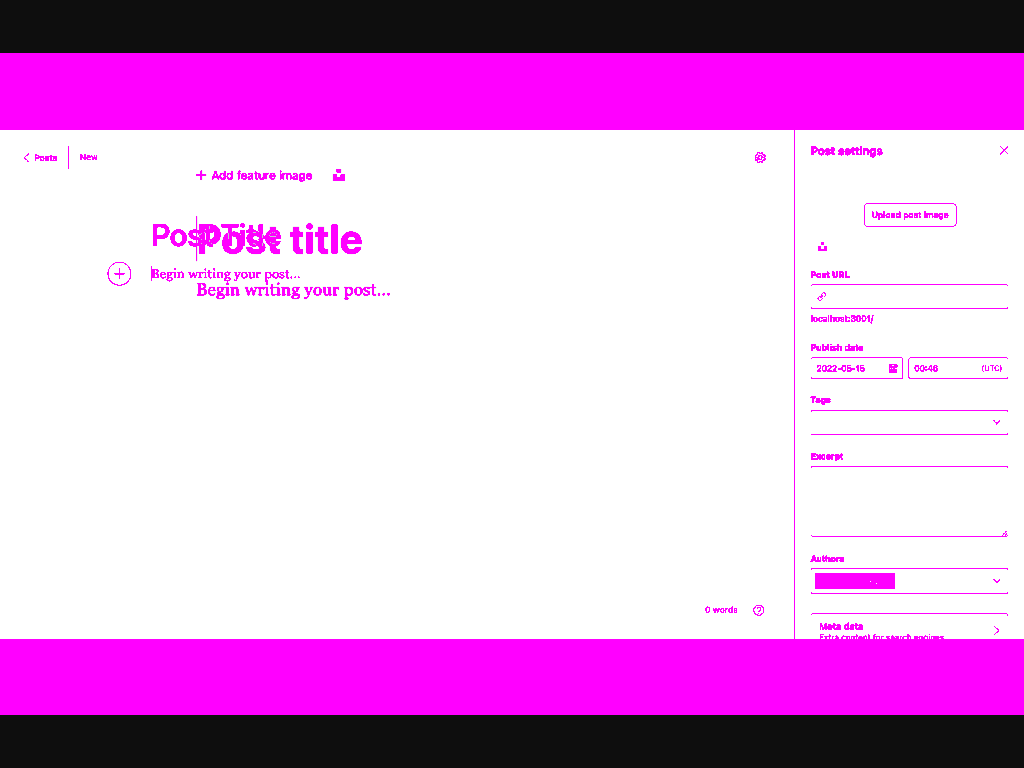 Posts
New
Add feature image
Post Title
Post title
Begin writing your post...
Begin writing your post...
0 words
Post settings
Upload post image
Post URL
localhost:3001/
Publish date
2022-05-15
00:46
(UTC)
Tags
Excerpt
Authors
Meta data
Extra content for search engines